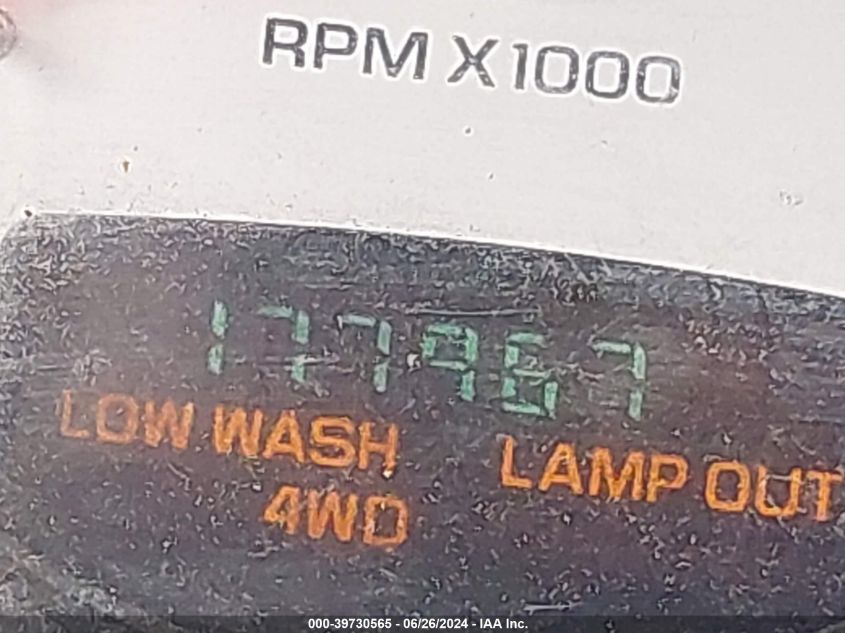 RPM X1000
177967
LOW WASH
LAMP OUT
4WD
000-39730565 - 06/26/2024 - IAA Inc.